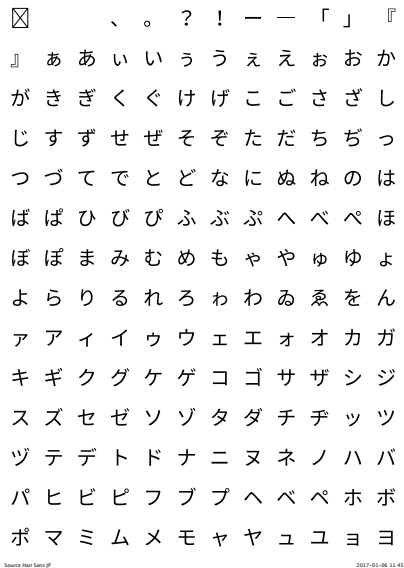 、 。 ? ! ー — 「 」 『
』 ぁ あ ぃ い ぅ う ぇ え ぉ お か
が き ぎ く ぐ け げ こ ご さ ざ し
じ す ず せ ぜ そ ぞ た だ ち ぢ っ
つ づ て で と ど な に ぬ ね の は
ば ぱ ひ び ぴ ふ ぶ ぷ へ べ ぺ ほ
ぼ ぽ ま み む め も ゃ や ゅ ゆ ょ
よ ら り る れ ろ ゎ わ ゐ ゑ を ん
ァ ア ィ イ ゥ ウ ェ エ ォ オ カ ガ
キ ギ ク グ ケ ゲ コ ゴ サ ザ シ ジ
ス ズ セ ゼ ソ ゾ タ ダ チ ヂ ッ ツ
ヅ テ デ ト ド ナ ニ ヌ ネ ノ ハ バ
パ ヒ ビ ピ フ ブ プ ヘ ベ ペ ホ ボ
ポ マ ミ ム メ モ ャ ヤ ュ ユ ョ ヨ
Source Han Sans JP 2017-01-06 11:45